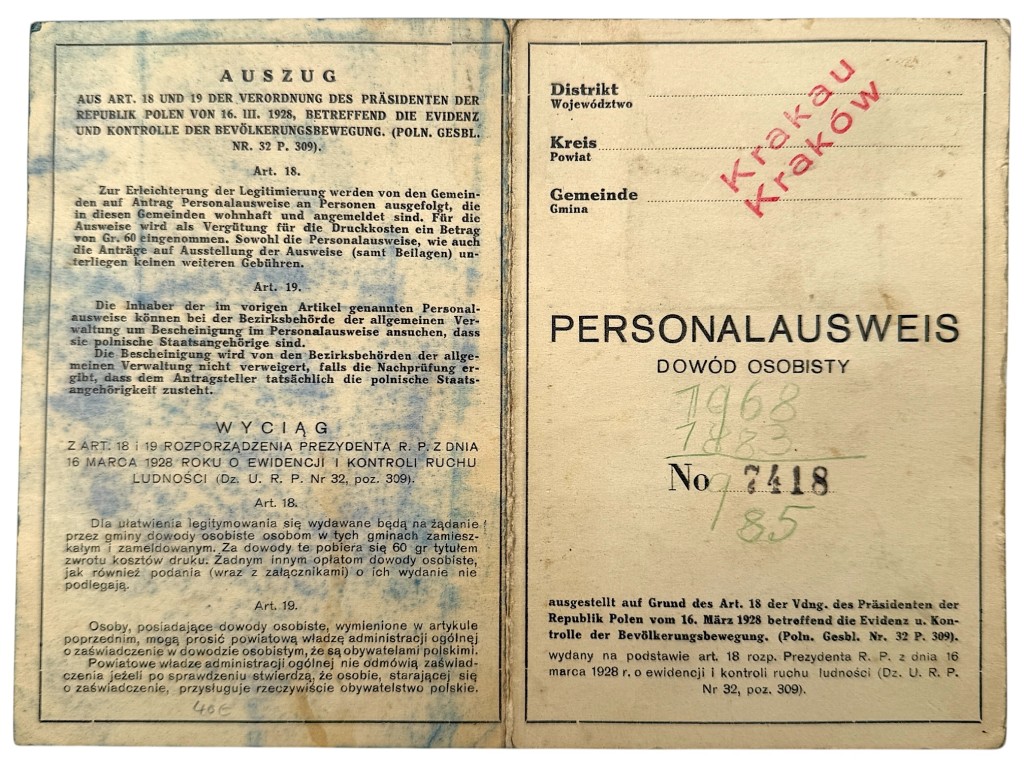 AUSZUG
AUS ART. 18 UND 19 DER VERORDNUNG DES PRÄSIDENTEN DER
REPUBLIK POLEN VON 16. III. 1928, BETREFFEND DIE EVIDENZ
UND KONTROLLE DER BEVÖLKERUNGSBEWEGUNG. (POLN. GESBL.
NR. 32 P. 309).
Art. 18.
Zur Erleichterung der Legitimierung werden von den Gemein-
den auf Antrag Personalausweise an Personen ausgefolgt, die
in diesen Gemeinden wohnhaft und angemeldet sind. Für die
Ausweise wird als Vergütung für die Druckkosten ein Betrag
von Gr. 60 eingenommen. Sowohl die Personalausweise, wie auch
die Anträge auf Ausstellung der Ausweise (samt Beilagen) un-
terliegen keinen weiteren Gebühren.
Art. 19.
Die Inhaber der im vorigen Artikel genannten Personal-
ausweise können bei der Bezirksbehörde der allgemeinen Ver-
waltung um Bescheinigung im Personalausweise ansuchen, dass
sie polnische Staatsangehörige sind.
Die Bescheinigung wird von den Bezirksbehörden der allge-
meinen Verwaltung nicht verweigert, falls die Nachprüfung er-
gibt, dass dem Antragsteller tatsächlich die polnische Staats-
angehörigkeit zusteht.
WYCIĄG
Z ART. 18 i 19 ROZPORZĄDZENIA PREZYDENTA R. P. Z DNIA
16 MARCA 1928 ROKU O EWIDENCJI I KONTROLI RUCHU
LUDNOŚCI (Dz. U. R. P. Nr 32, poz. 309).
Art. 18.
Dla ułatwienia legitymowania się wydawane będą na żądanie
przez gminy dowody osobiste osobom w tych gminach zamiesz-
kałym i zameldowanym. Za dowody te pobiera się 60 gr tytułem
zwrotu kosztów druku. Żadnym innym opłatom dowody osobiste,
jak również podania (wraz z załącznikami) o ich wydanie nie
podlegają.
Art. 19.
Osoby, posiadające dowody osobiste, wymienione w artykule
poprzednim, mogą prosić powiatową władzę administracji ogólnej
o zaświadczenie w dowodzie osobistym, że są obywatelami polskimi.
Powiatowe władze administracji ogólnej nie odmówią zaświad-
czenia jeżeli po sprawdzeniu stwierdzą, że osobie, starającej się
o zaświadczenie, przysługuje rzeczywiście obywatelstwo polskie.
40€
Distrikt
Województwo
Kreis
Powiat
Gemeinde
Gmina
Krakau
Kraków
PERSONALAUSWEIS
DOWÓD OSOBISTY
1968
1883
No 7418
85
ausgestellt auf Grund des Art. 18 der Vdng. des Präsidenten der
Republik Polen vom 16. März 1928 betreffend die Evidenz u. Kon-
trolle der Bevölkerungsbewegung. (Poln. Gesbl. Nr. 32 P. 309).
wydany na podstawie art. 18 rozp. Prezydenta R. P. z dnia 16
marca 1928 r. o ewidencji i kontroli ruchu ludności (Dz. U. R. P.
Nr 32, poz. 309).